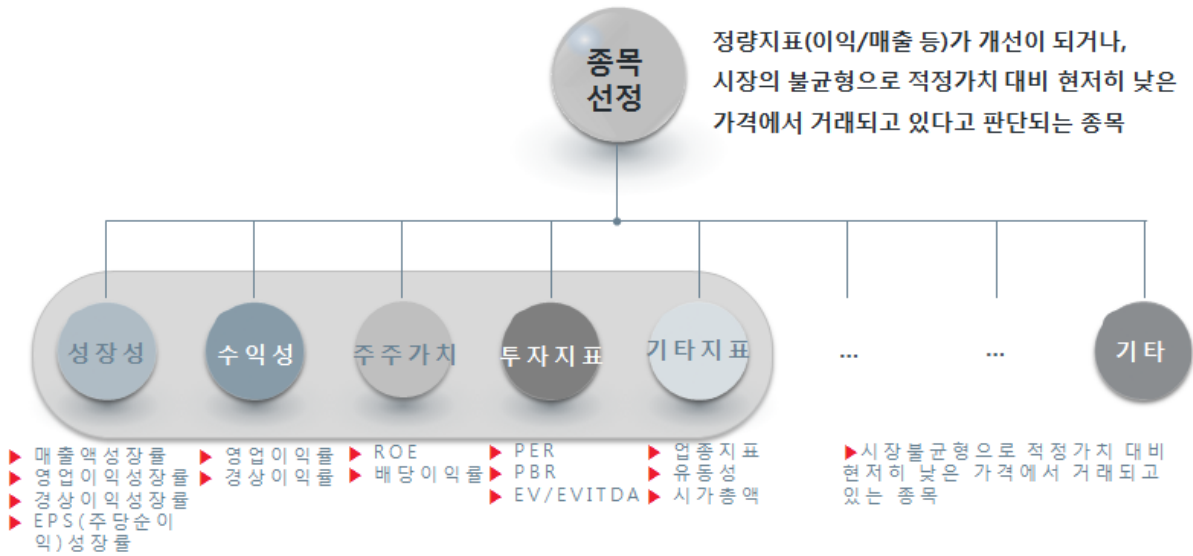 종목
선정
정량지표(이익/매출 등)가 개선이 되거나,
시장의 불균형으로 적정가치 대비 현저히 낮은
가격에서 거래되고 있다고 판단되는 종목
성장성
수익성
주주가치
투자지표
기타지표
...
...
기타
▶ 매출액성장률
▶ 영업이익성장률
▶ 경상이익성장률
▶ EPS(주당순이
익)성장률
▶ 영업이익률
▶ 경상이익률
▶ ROE
▶ 배당이익률
▶ PER
▶ PBR
▶ EV/EVITDA
▶ 업종지표
▶ 유동성
▶ 시가총액
▶시장불균형으로 적정가치 대비
현저히 낮은 가격에서 거래되고
있는 종목